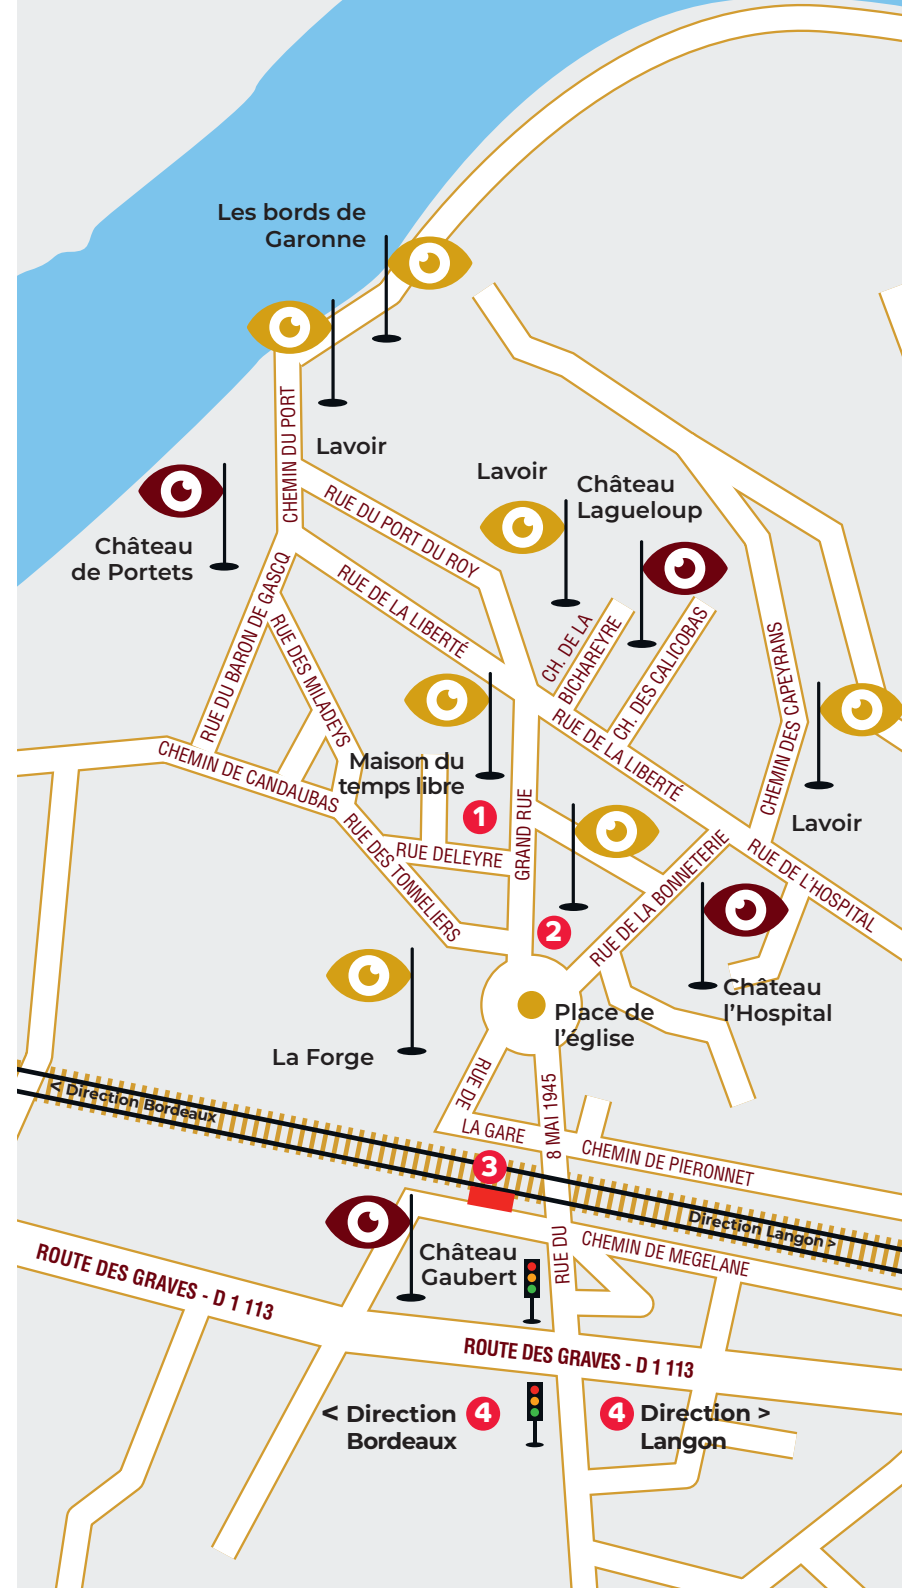 Les bords de
Garonne
Lavoir
CHEMIN DU PORT
Château
de Portets
RUE DU PORT DU ROY
Lavoir
Château
Lagueloup
RUE DE LA LIBERTÉ
RUE DU BARON DE GASCQ
RUE DES MILADEYS
CH. DE LA
BICHAREYRE
CH. DES CALICOBAS
CHEMIN DES CAPEYRANS
RUE DE LA LIBERTÉ
CHEMIN DE CANDAUBAS
Maison du
temps libre
1
GRAND RUE
Lavoir
RUE DELEYRE
RUE DES TONNELIERS
RUE DE LA BONNETERIE
RUE DE L'HOSPITAL
2
Château
l'Hospital
Place de
l'église
La Forge
RUE DE
LA GARE
8 MAI 1945
CHEMIN DE PIERONNET
< Direction Bordeaux
3
Direction Langon >
RUE DU
CHEMIN DE MEGELANE
Château
Gaubert
ROUTE DES GRAVES - D 1 113
ROUTE DES GRAVES - D 1 113
< Direction
Bordeaux
4
4
Direction >
Langon